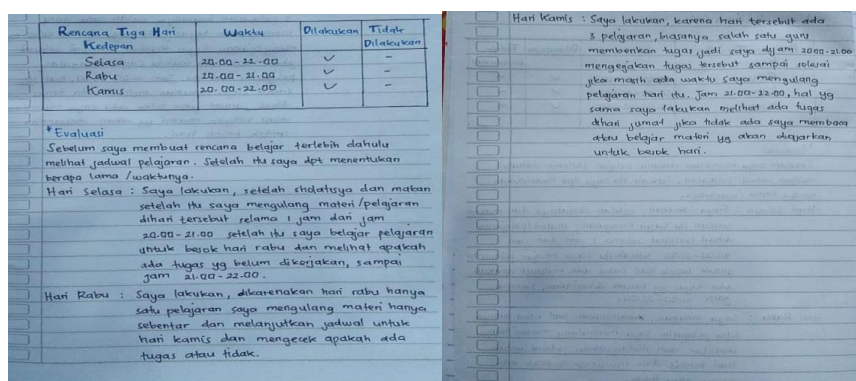 Rencana Tiga Hari Kedepan | Waktu | Dilakukan | Tidak Dilakukan
Selasa | 20.00 - 22.00 | ✓ | -
Rabu | 20.00 - 21.00 | ✓ | -
Kamis | 20.00 - 22.00 | ✓ | -
*Evaluasi
Sebelum saya membuat rencana belajar terlebih dahulu
melihat jadwal pelajaran. Setelah itu saya dpt menentukan
berapa lama / waktunya.
Hari Selasa : Saya lakukan, setelah sholat isya dan makan
setelah itu saya mengulang materi / pelajaran
dihari tersebut selama 1 jam dari jam
20.00 - 21.00 setelah itu saya belajar pelajaran
untuk besok hari rabu dan melihat apakah
ada tugas yg belum dikerjakan, sampai
jam 21.00 - 22.00.
Hari Rabu : Saya lakukan, dikarenakan hari rabu hanya
satu pelajaran saya mengulang materi hanya
sebentar dan melanjutkan jadwal untuk
hari kamis dan mengecek apakah ada
tugas atau tidak.
Hari Kamis : Saya lakukan, karena hari tersebut ada
3 pelajaran, biasanya salah satu guru
memberikan tugas jadi saya djam 20.00 - 21.00
mengerjakan tugas tersebut sampai selesai
jika masih ada waktu saya mengulang
pelajaran hari itu. Jam 21.00 - 22.00, hal yg
sama saya lakukan melihat ada tugas
dihari jumat jika tidak ada saya membaca
atau belajar materi yg akan diajarkan
untuk besok hari.